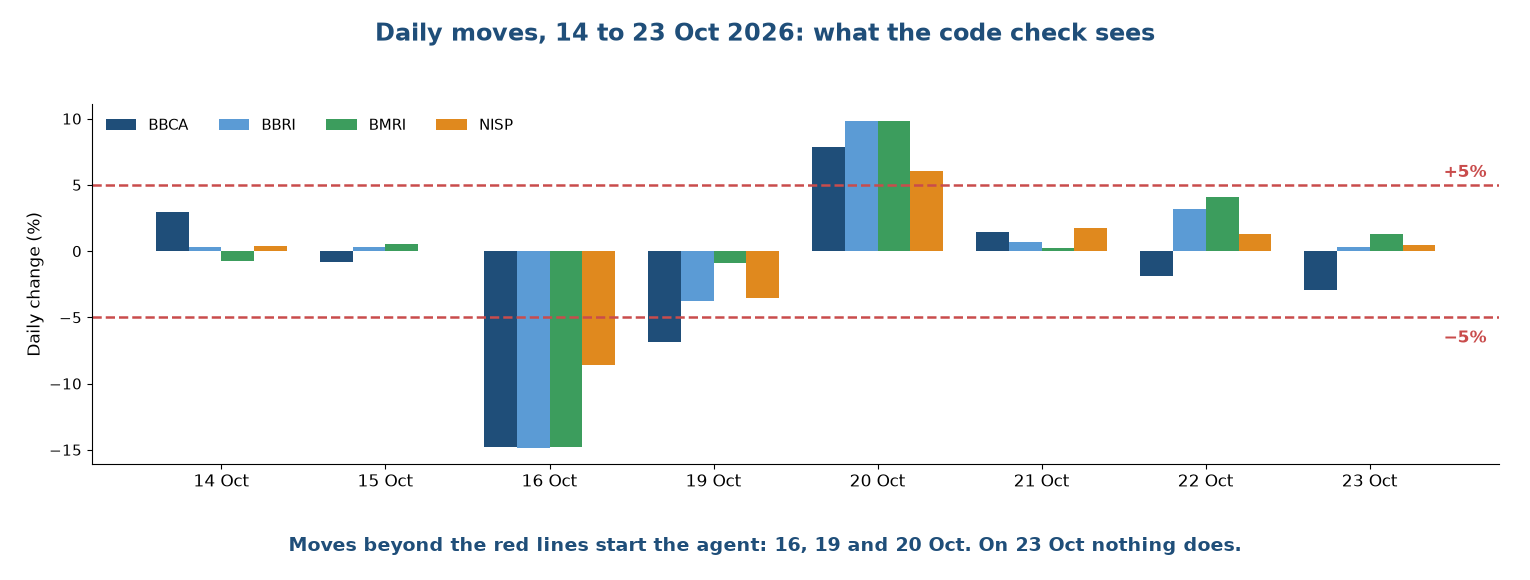 Daily moves, 14 to 23 Oct 2026: what the code check sees
BBCA BBRI BMRI NISP
Daily change (%)
10
5
0
−5
−10
−15
+5%
−5%
14 Oct 15 Oct 16 Oct 19 Oct 20 Oct 21 Oct 22 Oct 23 Oct
Moves beyond the red lines start the agent: 16, 19 and 20 Oct. On 23 Oct nothing does.